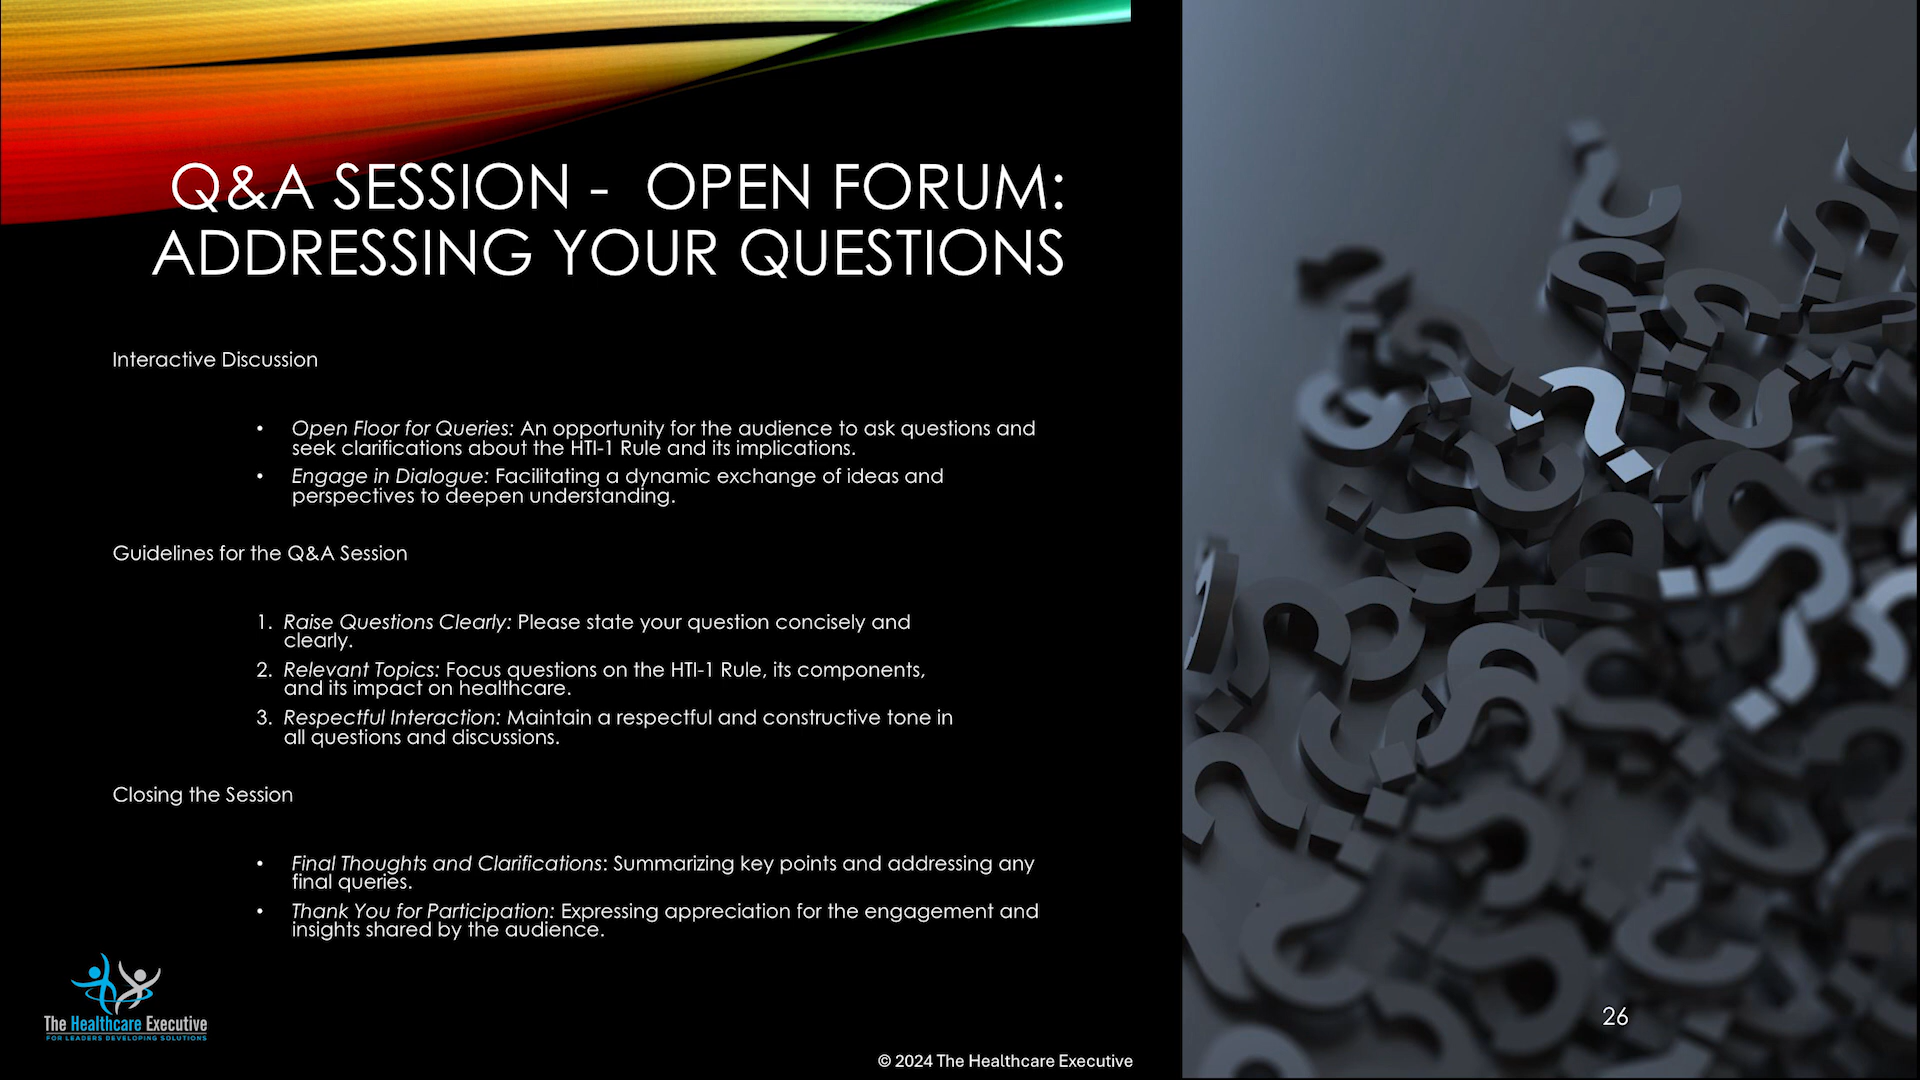 Q&A SESSION - OPEN FORUM:
ADDRESSING YOUR QUESTIONS
Interactive Discussion
• Open Floor for Queries: An opportunity for the audience to ask questions and
seek clarifications about the HTI-1 Rule and its implications.
• Engage in Dialogue: Facilitating a dynamic exchange of ideas and
perspectives to deepen understanding.
Guidelines for the Q&A Session
1. Raise Questions Clearly: Please state your question concisely and
clearly.
2. Relevant Topics: Focus questions on the HTI-1 Rule, its components,
and its impact on healthcare.
3. Respectful Interaction: Maintain a respectful and constructive tone in
all questions and discussions.
Closing the Session
• Final Thoughts and Clarifications: Summarizing key points and addressing any
final queries.
• Thank You for Participation: Expressing appreciation for the engagement and
insights shared by the audience.
The Healthcare Executive
FOR LEADERS DEVELOPING SOLUTIONS
26
© 2024 The Healthcare Executive